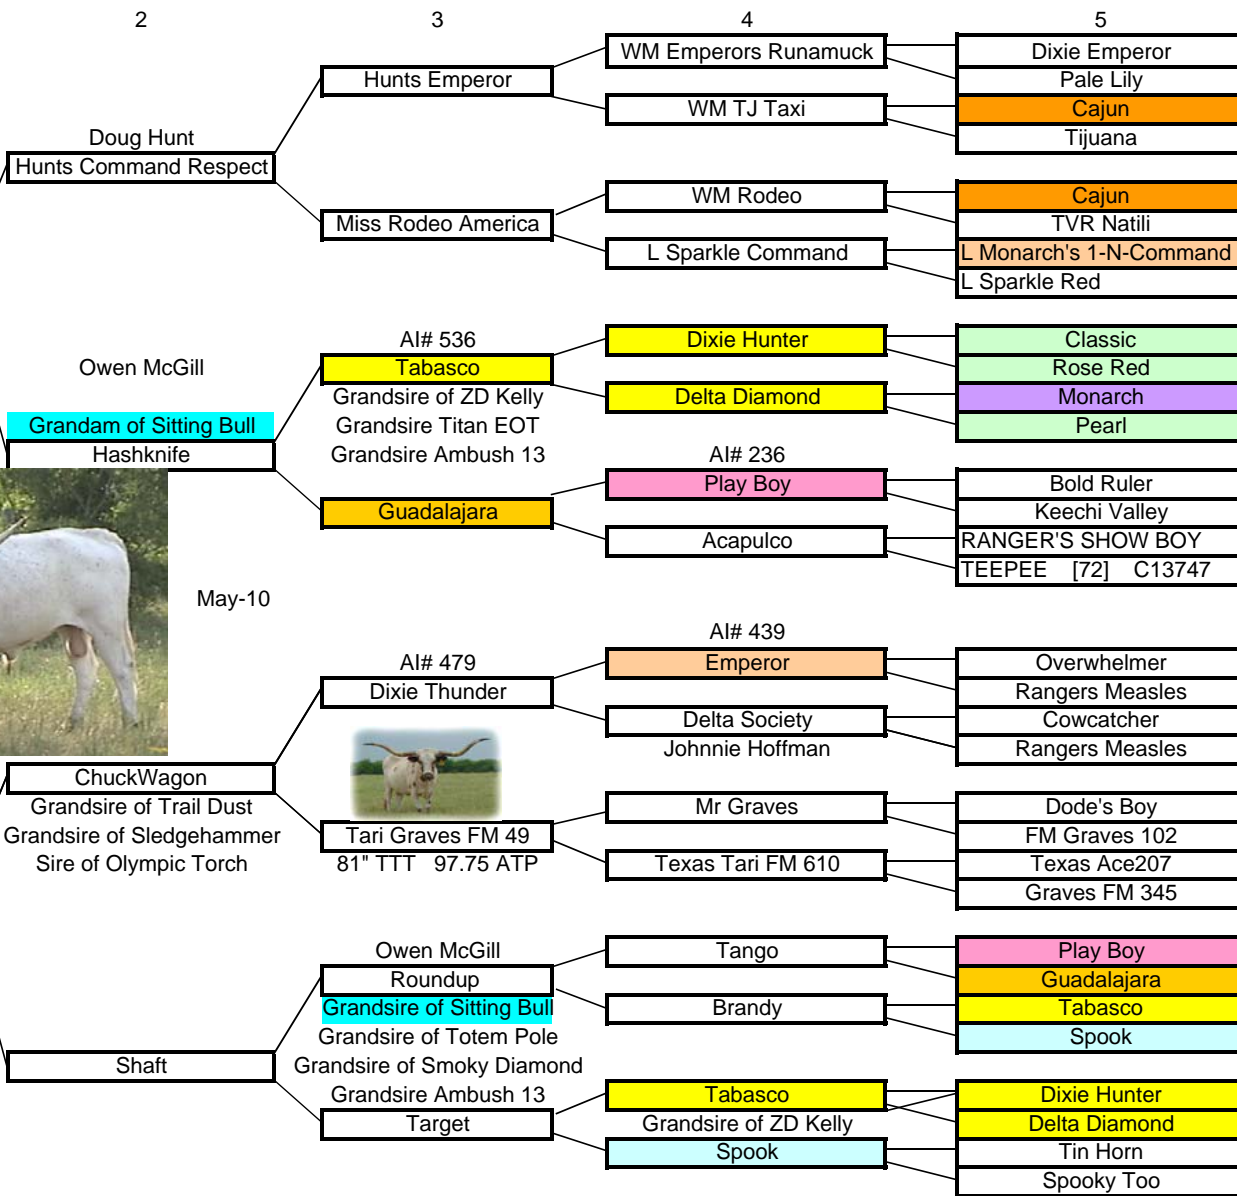 2 3 4 5
WM Emperors Runamuck Dixie Emperor
Hunts Emperor Pale Lily
WM TJ Taxi Cajun
Doug Hunt Tijuana
Hunts Command Respect
WM Rodeo Cajun
Miss Rodeo America TVR Natili
L Sparkle Command L Monarch's 1-N-Command
L Sparkle Red
AI# 536 Dixie Hunter Classic
Owen McGill Tabasco Rose Red
Grandsire of ZD Kelly Delta Diamond Monarch
Grandam of Sitting Bull Grandsire Titan EOT Pearl
Hashknife Grandsire Ambush 13 AI# 236
Play Boy Bold Ruler
Guadalajara Keechi Valley
Acapulco RANGER'S SHOW BOY
TEEPEE [72] C13747
May-10
AI# 439
AI# 479 Emperor Overwhelmer
Dixie Thunder Rangers Measles
Delta Society Cowcatcher
Johnnie Hoffman Rangers Measles
ChuckWagon
Grandsire of Trail Dust Mr Graves Dode's Boy
Grandsire of Sledgehammer Tari Graves FM 49 FM Graves 102
Sire of Olympic Torch 81" TTT 97.75 ATP Texas Tari FM 610 Texas Ace207
Graves FM 345
Owen McGill Tango Play Boy
Roundup Guadalajara
Grandsire of Sitting Bull Brandy Tabasco
Grandsire of Totem Pole Spook
Shaft Grandsire of Smoky Diamond
Grandsire Ambush 13 Tabasco Dixie Hunter
Target Grandsire of ZD Kelly Delta Diamond
Spook Tin Horn
Spooky Too